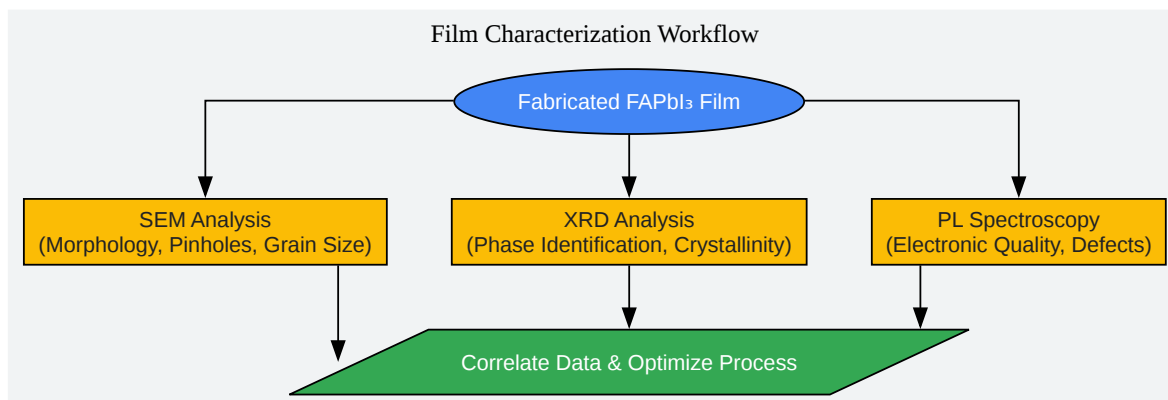 Film Characterization Workflow
Fabricated FAPbI₃ Film
SEM Analysis
(Morphology, Pinholes, Grain Size)
XRD Analysis
(Phase Identification, Crystallinity)
PL Spectroscopy
(Electronic Quality, Defects)
Correlate Data & Optimize Process